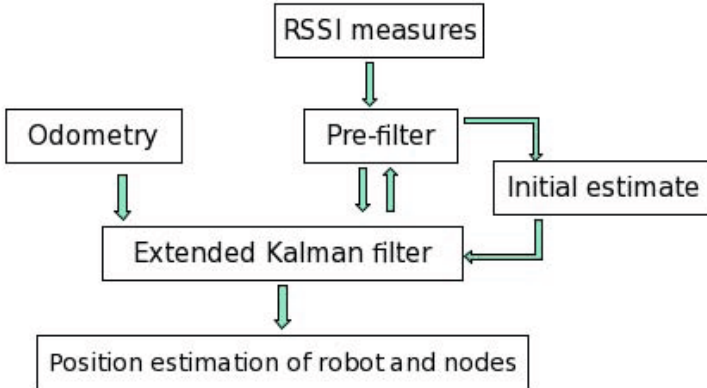 RSSI measures
Odometry
Pre-filter
Initial estimate
Extended Kalman filter
Position estimation of robot and nodes